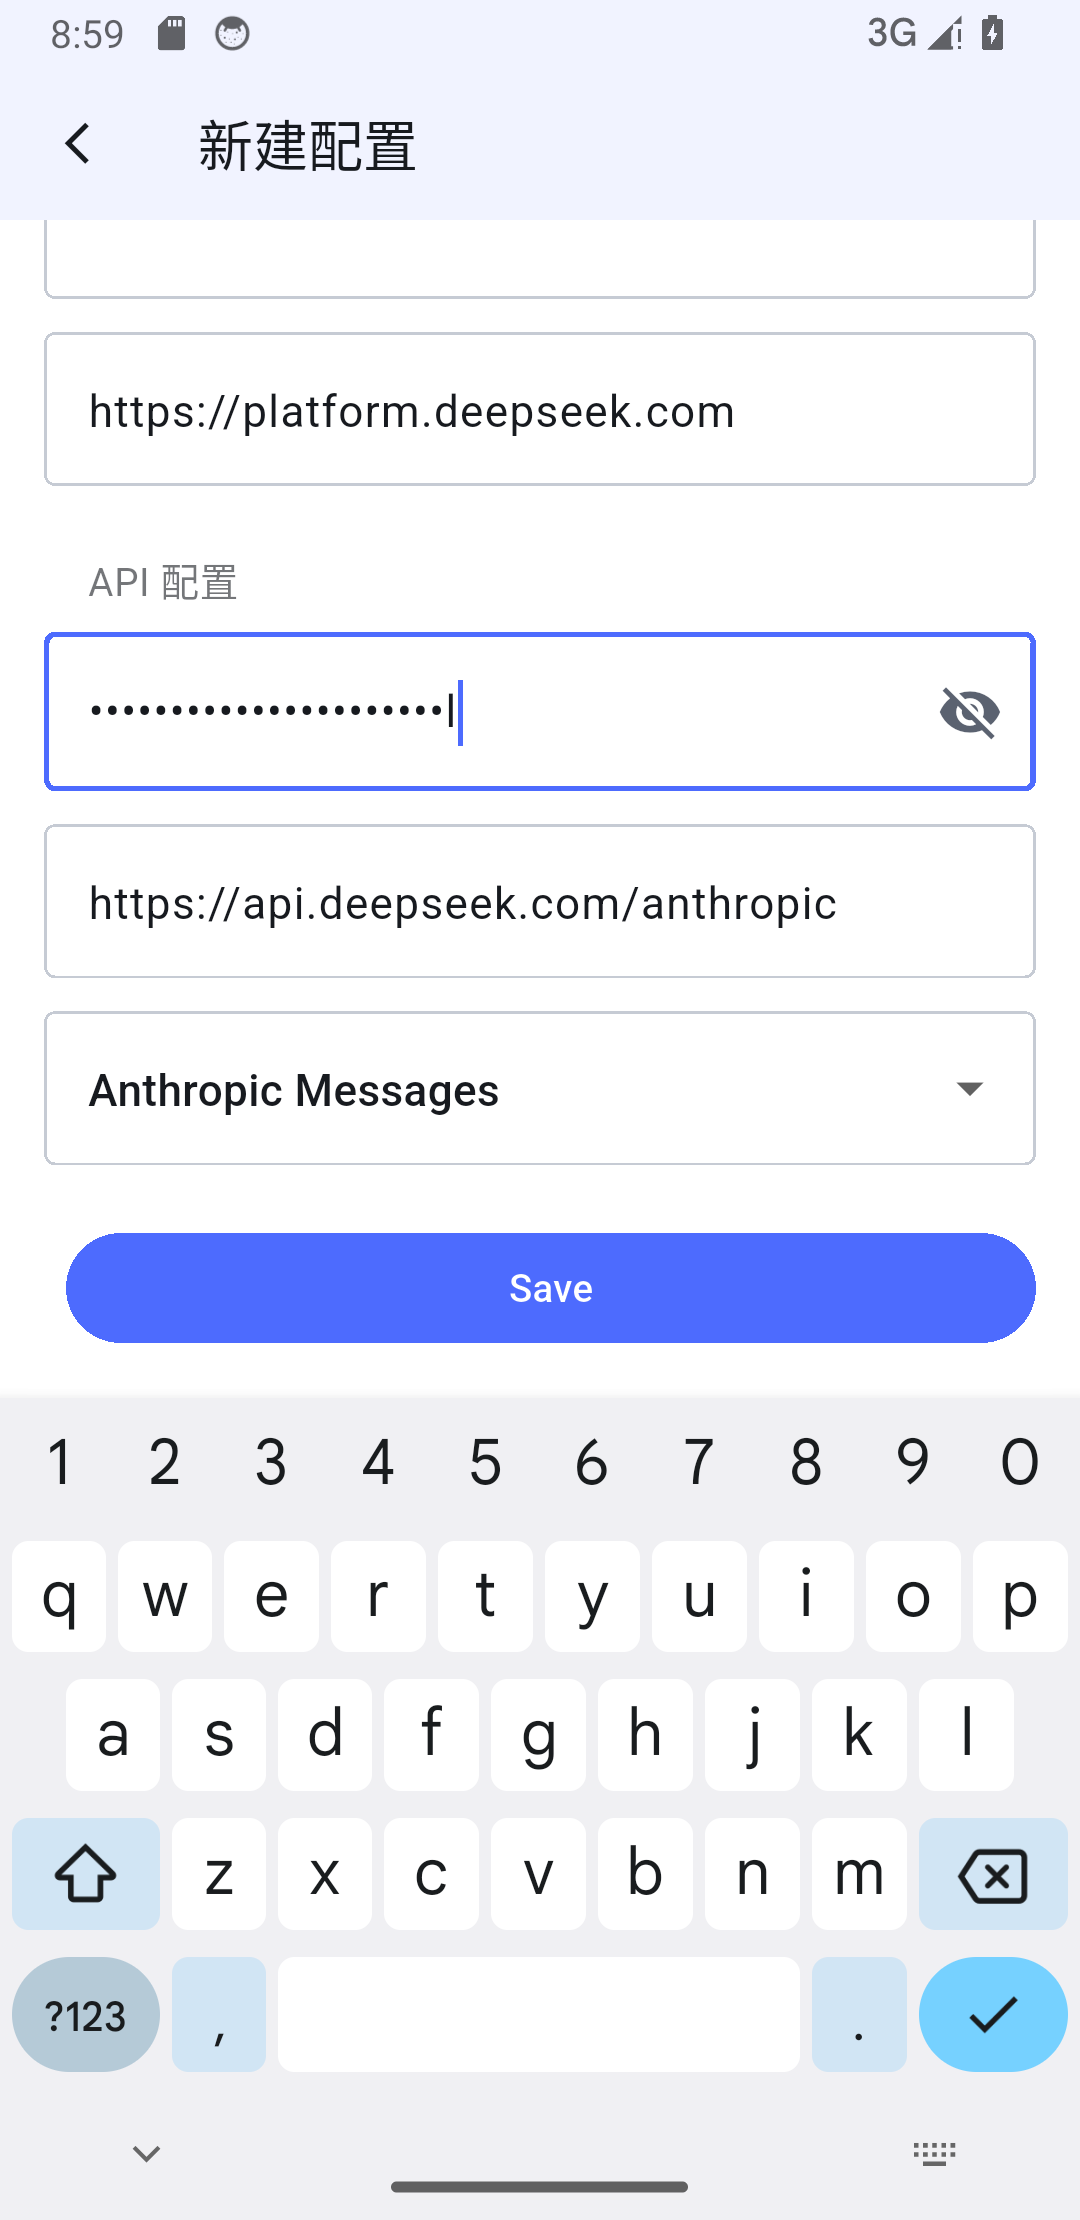 8:59
3G
新建配置
https://platform.deepseek.com
API 配置
••••••••••••••••••••••l
https://api.deepseek.com/anthropic
Anthropic Messages
Save
1 2 3 4 5 6 7 8 9 0
q w e r t y u i o p
a s d f g h j k l
z x c v b n m
?123 , .